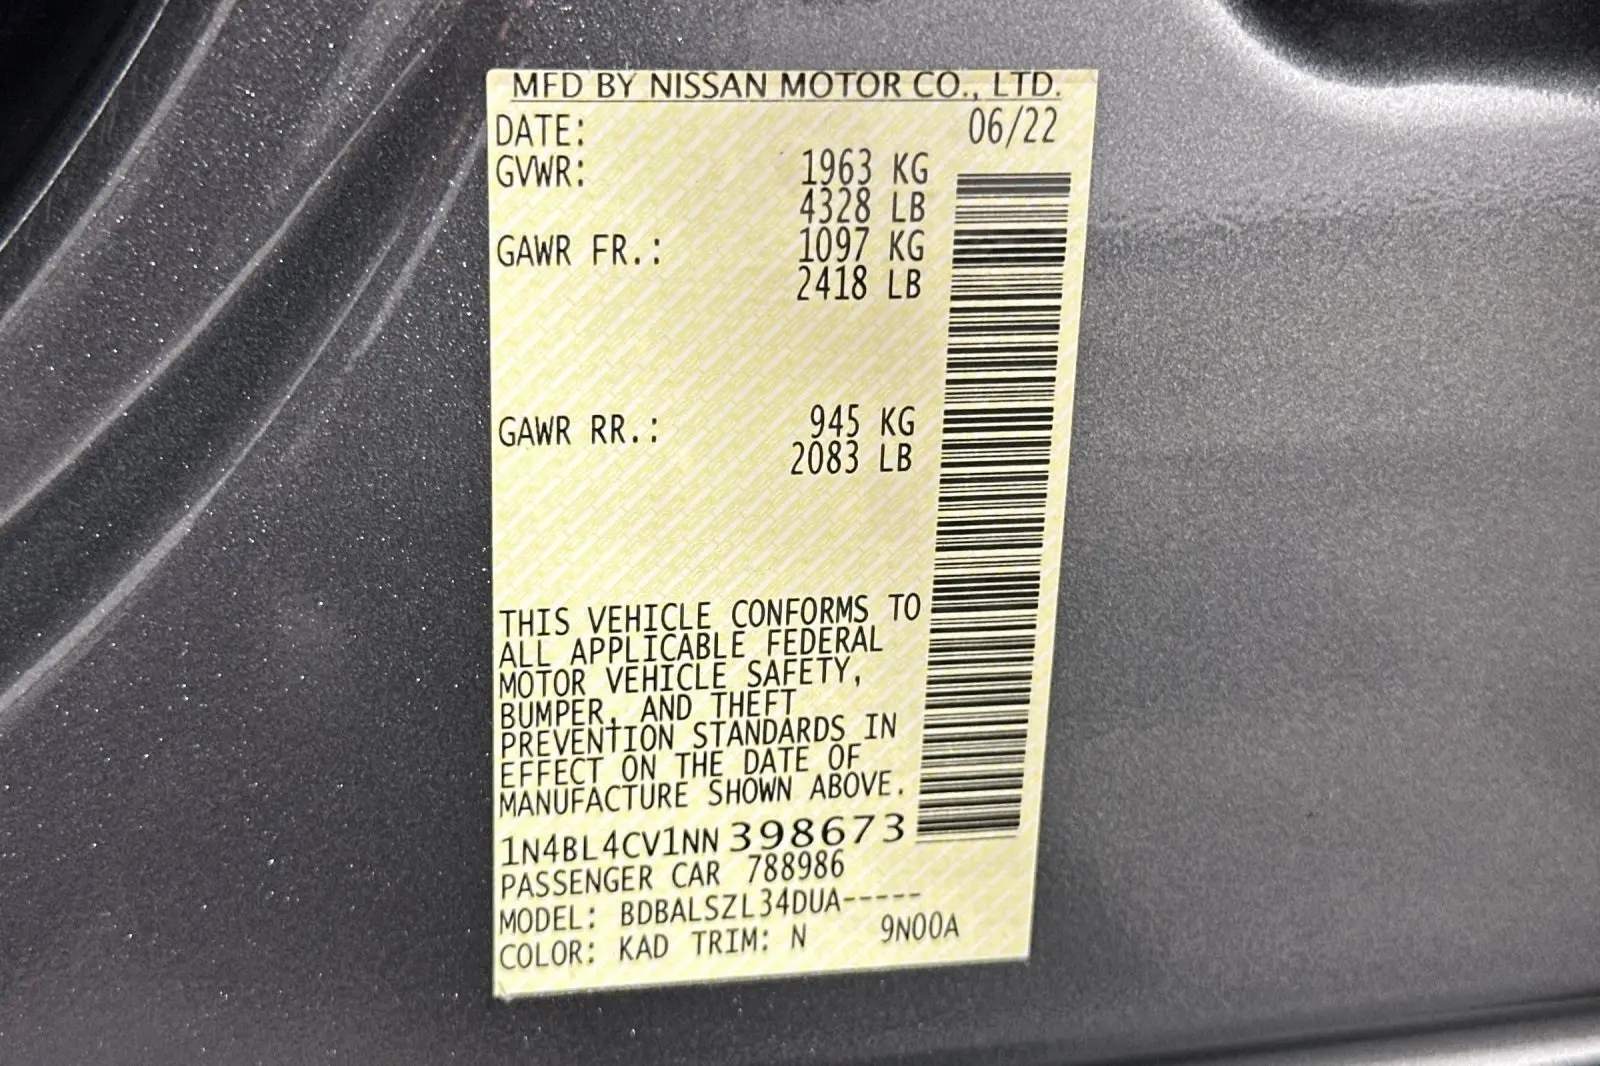 MFD BY NISSAN MOTOR CO., LTD.
DATE: 06/22
GVWR: 1963 KG
4328 LB
GAWR FR.: 1097 KG
2418 LB
GAWR RR.: 945 KG
2083 LB
THIS VEHICLE CONFORMS TO
ALL APPLICABLE FEDERAL
MOTOR VEHICLE SAFETY,
BUMPER, AND THEFT
PREVENTION STANDARDS IN
EFFECT ON THE DATE OF
MANUFACTURE SHOWN ABOVE.
1N4BL4CV1NN398673
PASSENGER CAR 788986
MODEL: BDBALSZL34DUA-----
COLOR: KAD TRIM: N 9N00A